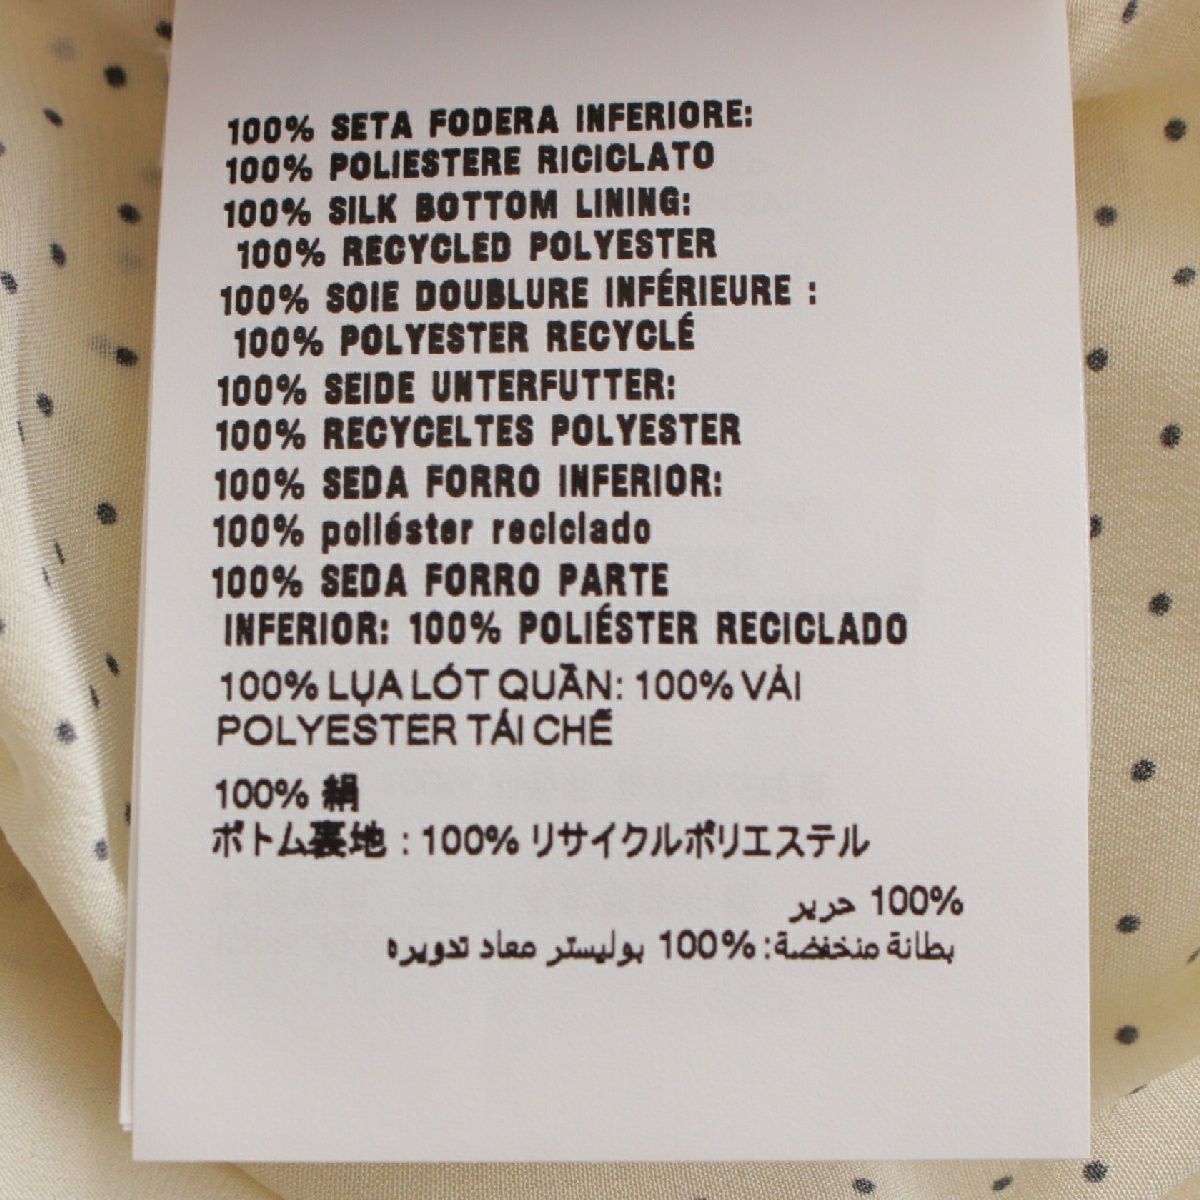 100% SETA FODERA INFERIORE:
100% POLIESTERE RICICLATO
100% SILK BOTTOM LINING:
100% RECYCLED POLYESTER
100% SOIE DOUBLURE INFÉRIEURE :
100% POLYESTER RECYCLÉ
100% SEIDE UNTERFUTTER:
100% RECYCELTES POLYESTER
100% SEDA FORRO INFERIOR:
100% poliéster reciclado
100% SEDA FORRO PARTE
INFERIOR: 100% POLIÉSTER RECICLADO
100% LỤA LÓT QUẦN: 100% VẢI
POLYESTER TÁI CHẾ
100% 絹
ボトム裏地 : 100% リサイクルポリエステル
100% حرير
بطانة منخفضة: 100% بوليستر معاد تدويره